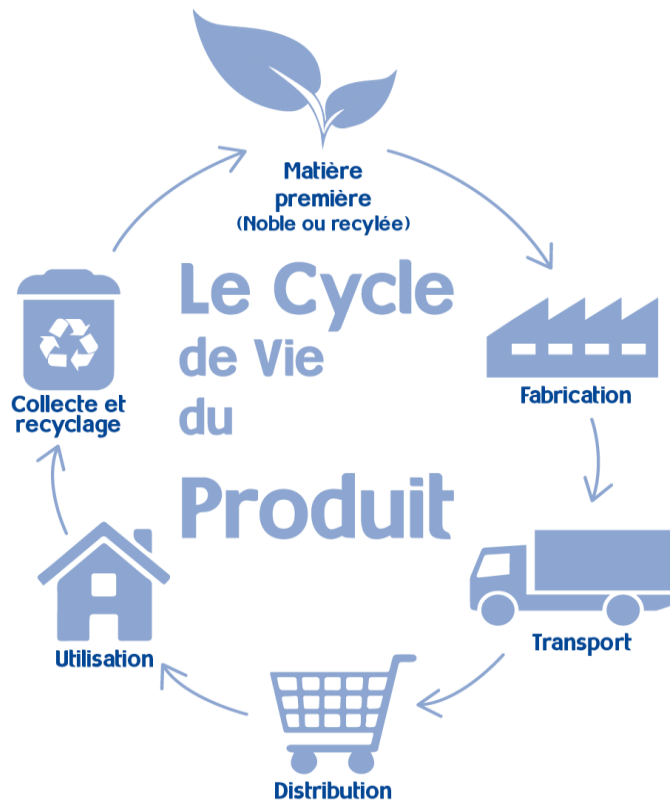 Matière
première
(Noble ou recylée)
Le Cycle
de Vie
du
Produit
Fabrication
Transport
Distribution
Utilisation
Collecte et
recyclage